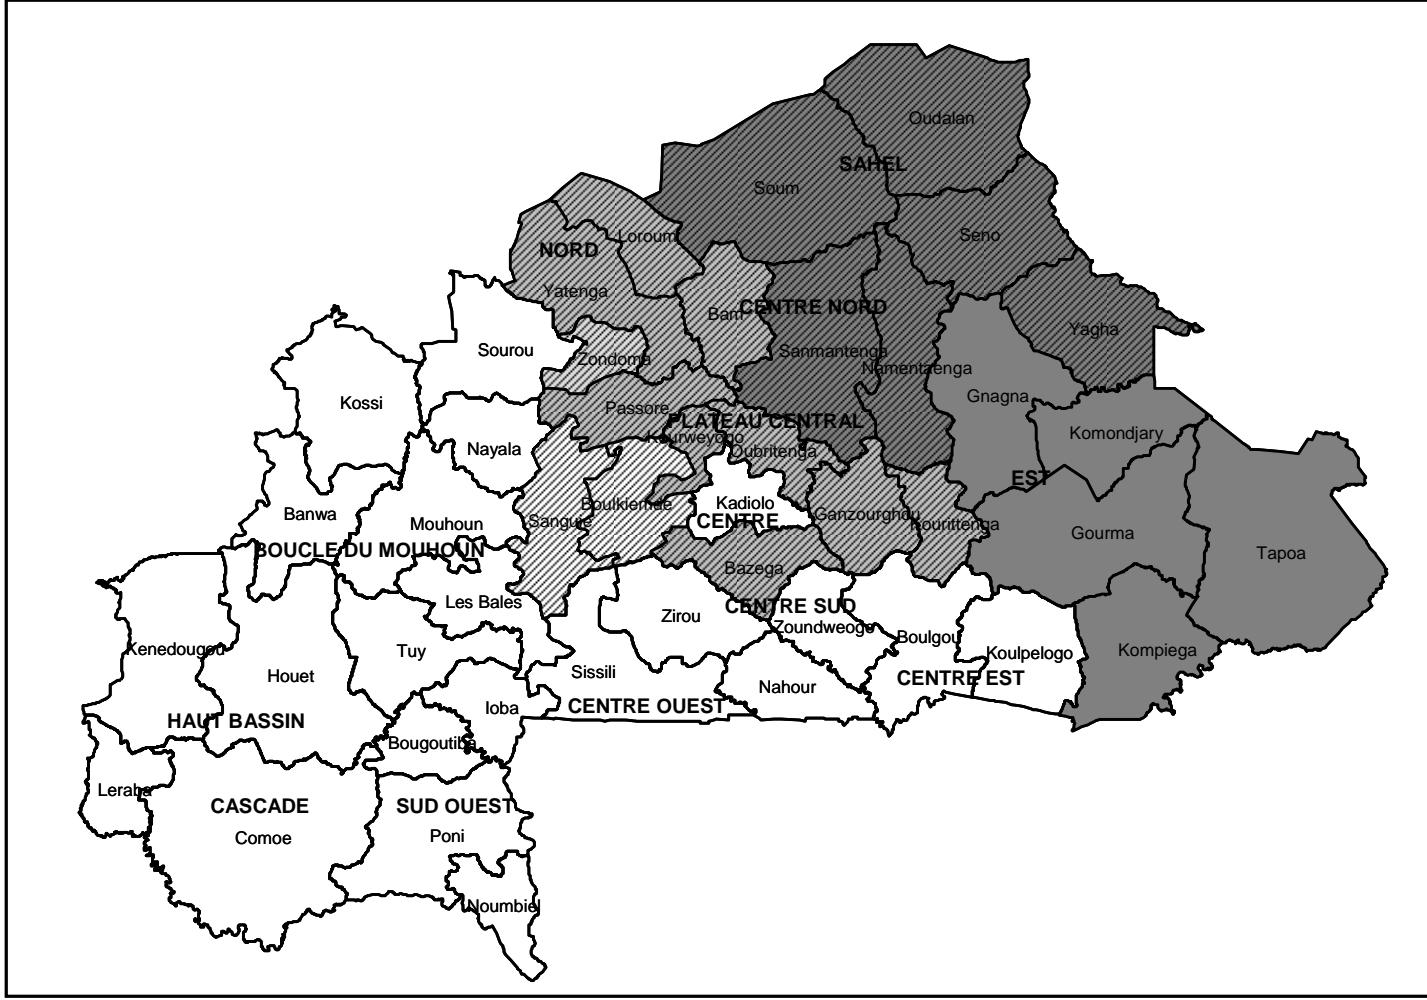 Oudalan
SAHEL
Soum
Seno
Loroum
NORD
Yatenga
CENTRE NORD
Bam
Yagha
Sourou
Sanmantenga
Zondoma
Namentaenga
Gnagna
Kossi
Passore
PLATEAU CENTRAL
Komondjary
Kourweyogo
Oubritenga
Nayala
EST
Boulkiemde
Kadiolo
Banwa
Mouhoun
Sanguie
CENTRE
Ganzourghou
Kourittenga
Gourma
BOUCLE DU MOUHOUN
Tapoa
Bazega
Les Bales
CENTRE SUD
Zirou
Zoundweogo
Boulgou
Kenedougou
Tuy
Koulpelogo
Kompiega
Houet
Sissili
CENTRE EST
Nahour
Ioba
CENTRE OUEST
HAUT BASSIN
Bougoutiba
Leraba
CASCADE
SUD OUEST
Comoe
Poni
Noumbiel